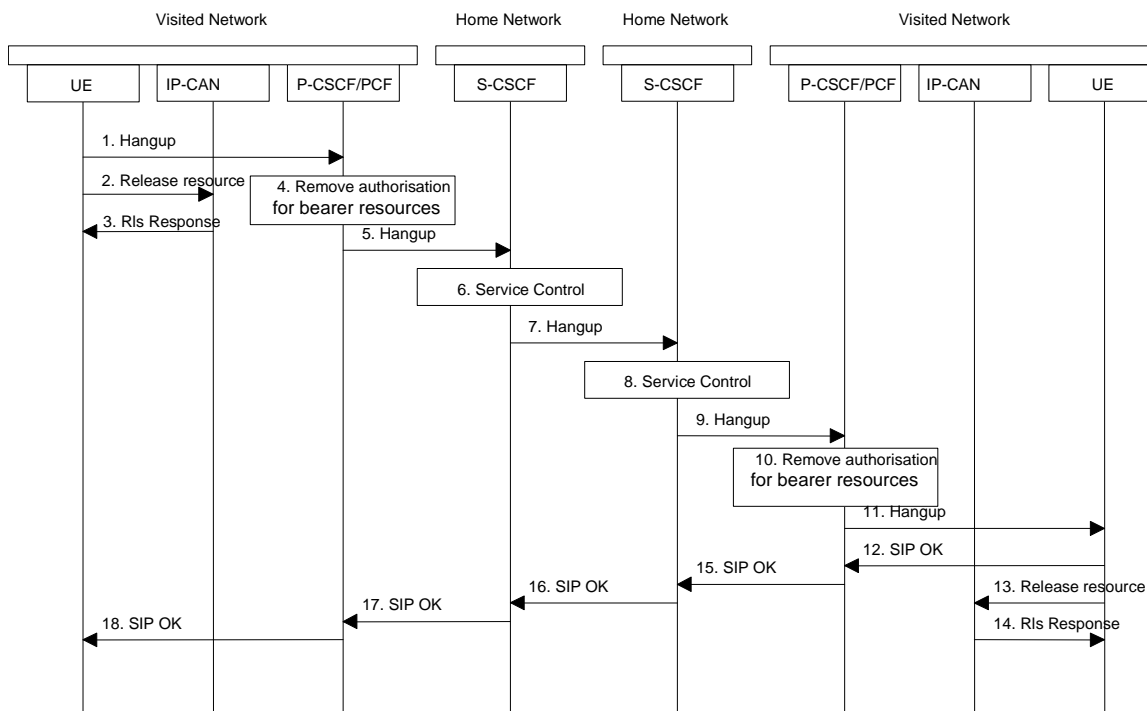 Visited Network
Home Network
Home Network
Visited Network
UE
IP-CAN
P-CSCF/PCF
S-CSCF
S-CSCF
P-CSCF/PCF
IP-CAN
UE
1. Hangup
2. Release resource
3. Rls Response
4. Remove authorisation
for bearer resources
5. Hangup
6. Service Control
7. Hangup
8. Service Control
9. Hangup
10. Remove authorisation
for bearer resources
11. Hangup
12. SIP OK
15. SIP OK
16. SIP OK
13. Release resource
17. SIP OK
14. Rls Response
18. SIP OK